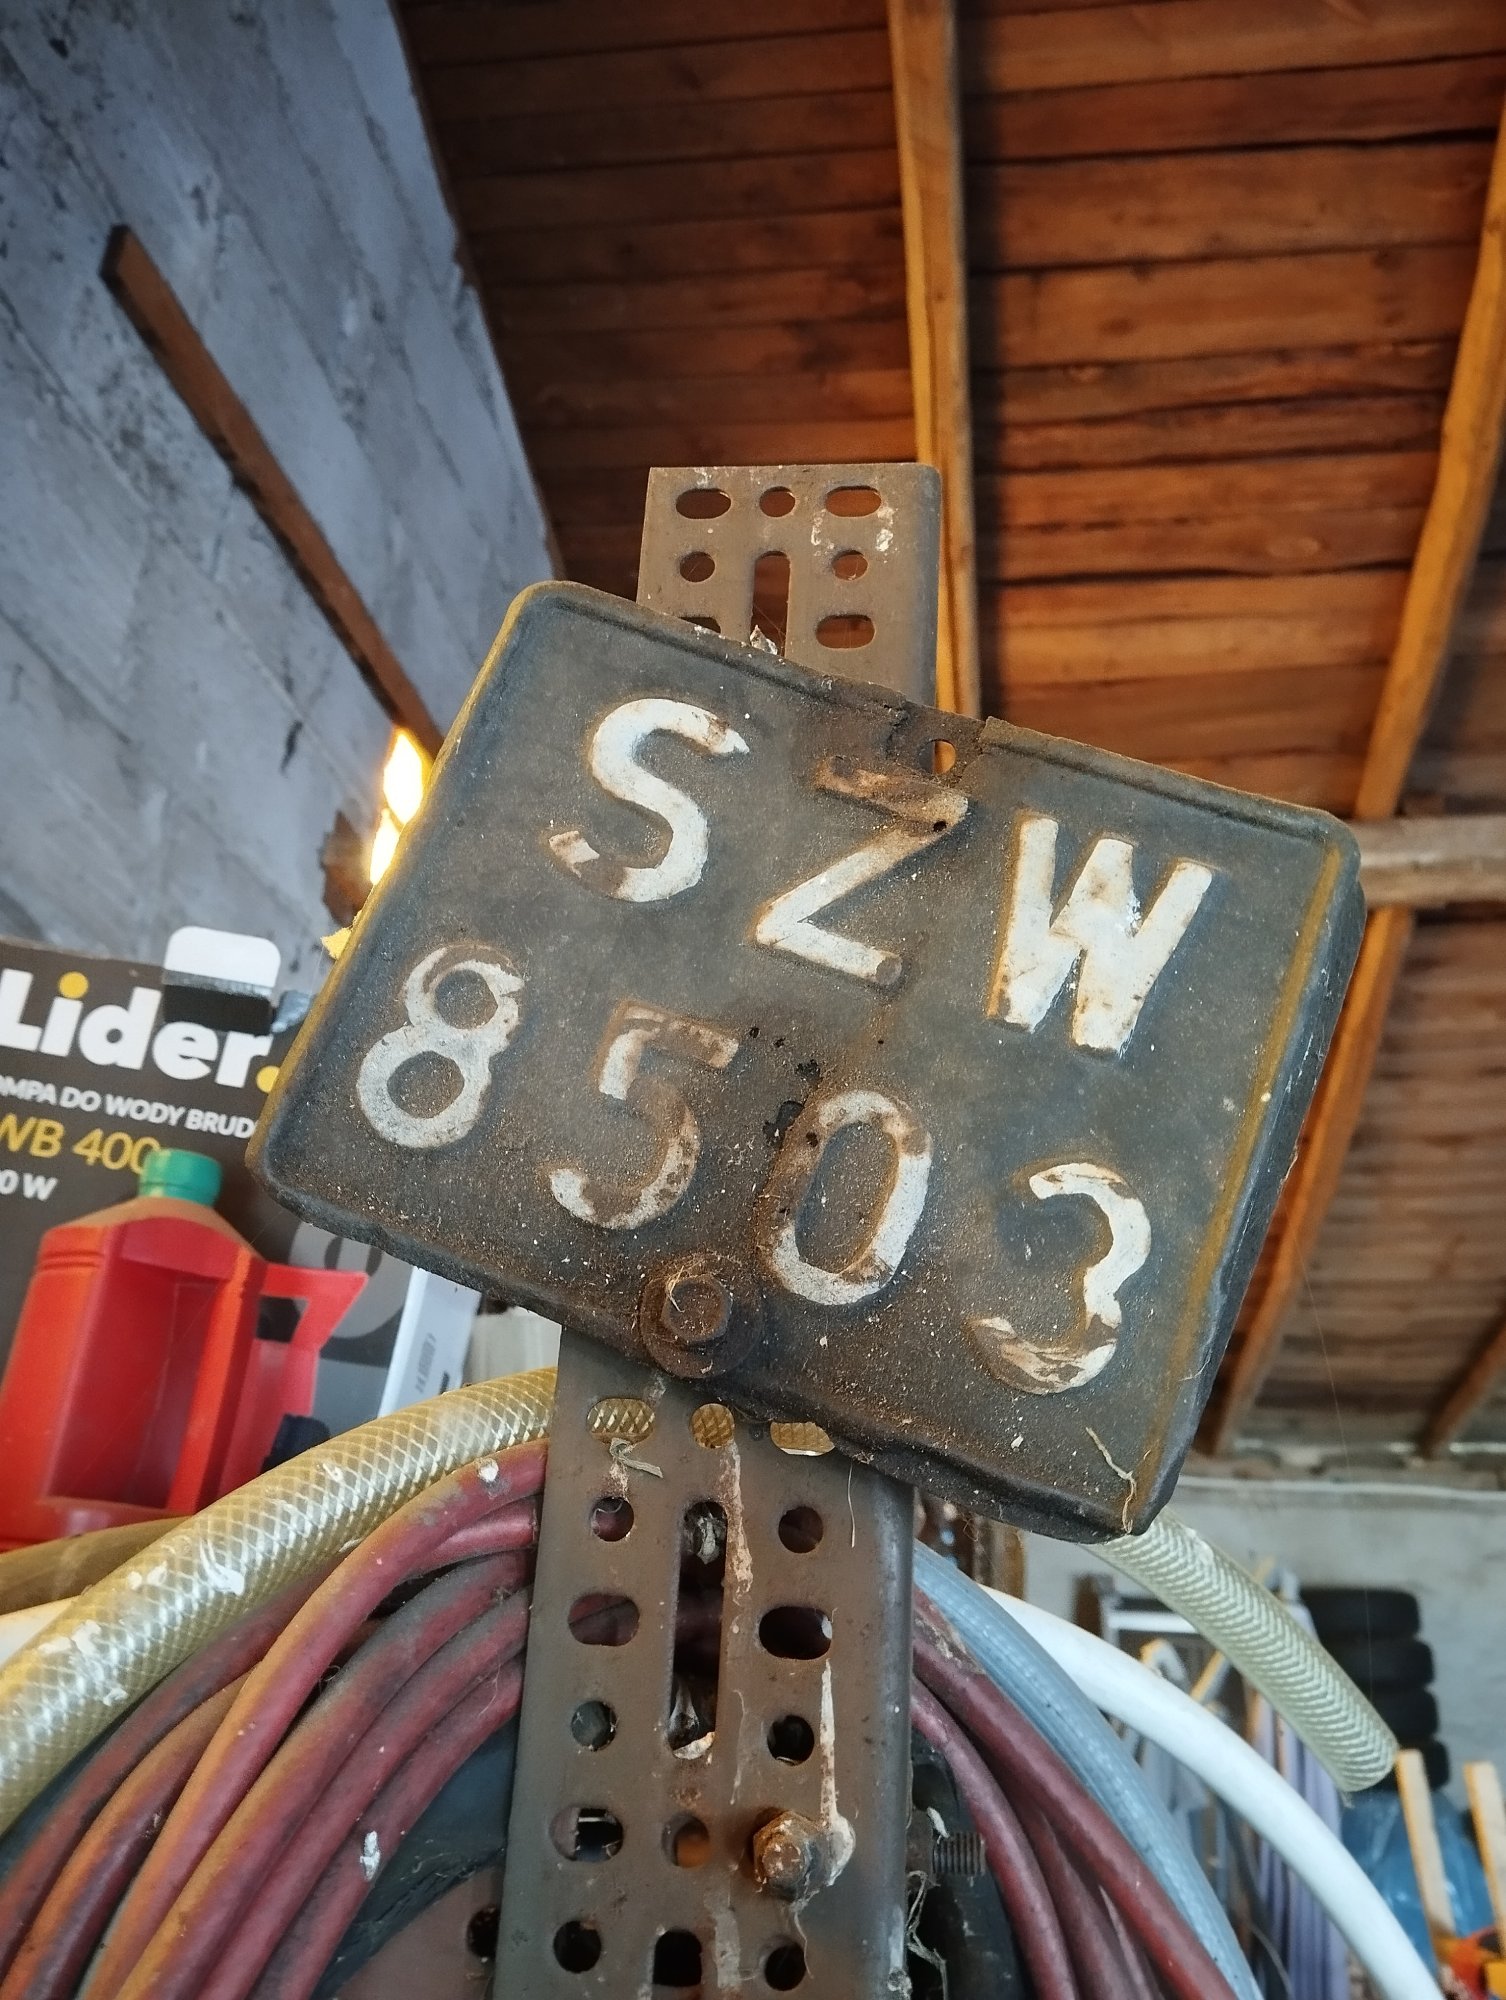 SZW
8503
Lider.
OMPA DO WODY BRUD
WB 400
0 W